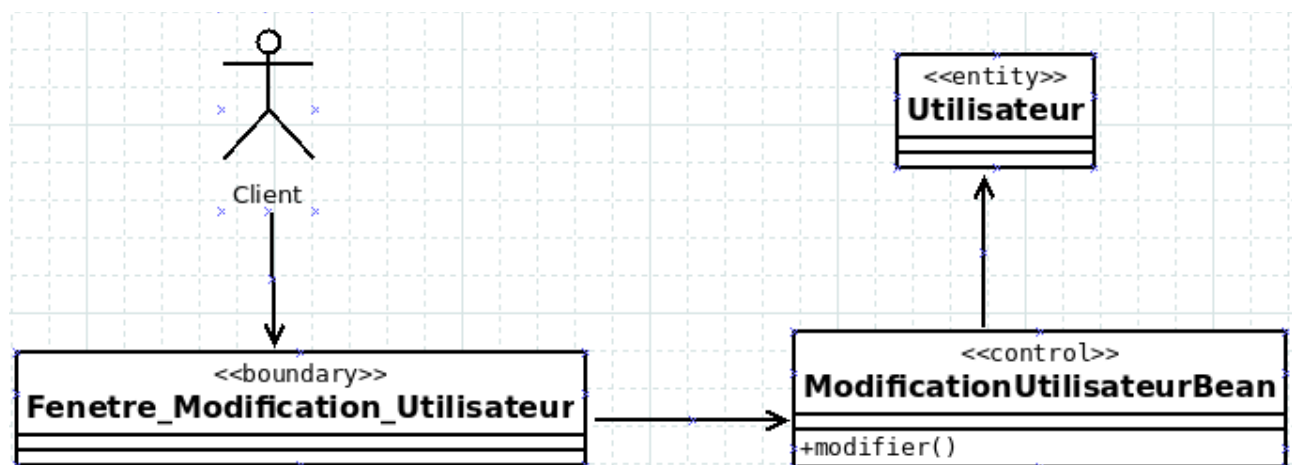 Client
<<entity>>
Utilisateur
<<boundary>>
Fenetre_Modification_Utilisateur
<<control>>
ModificationUtilisateurBean
+modifier()